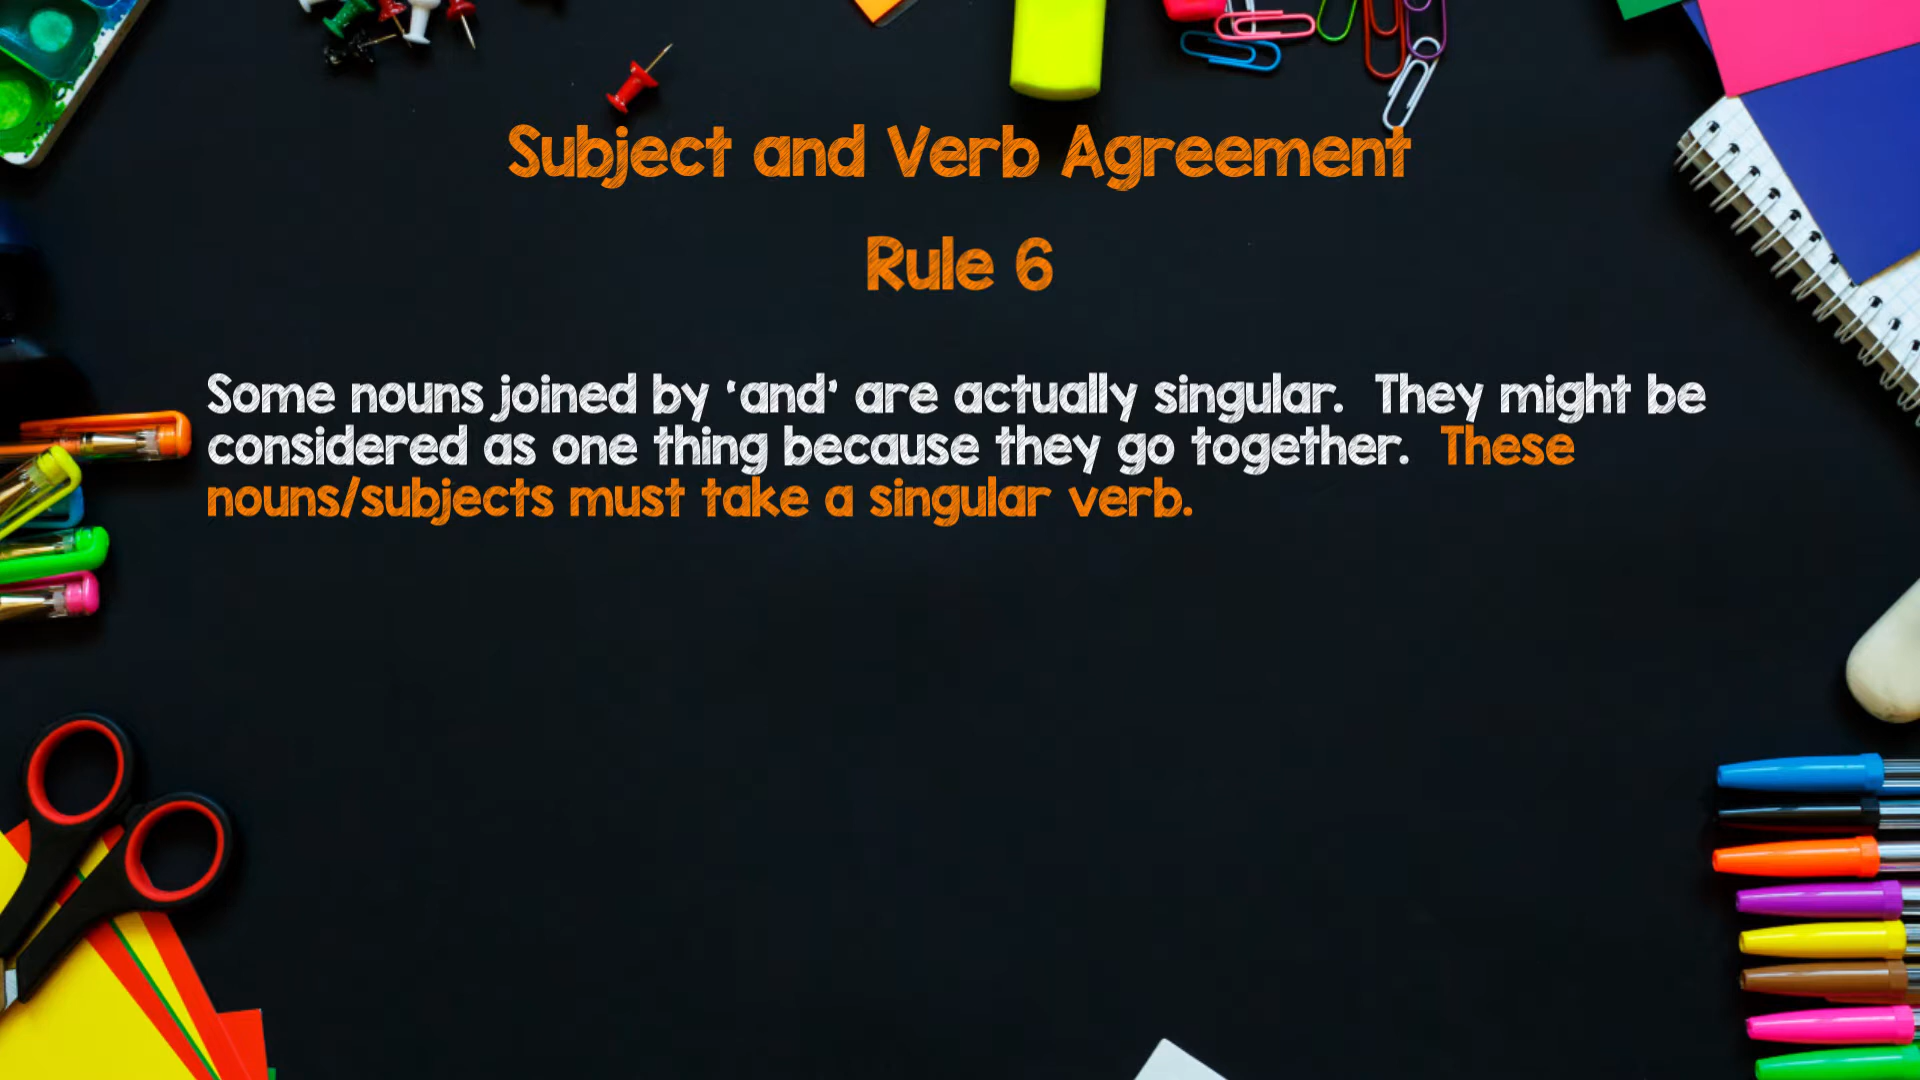 Subject and Verb Agreement
Rule 6
Some nouns joined by ‘and’ are actually singular.  They might be
considered as one thing because they go together.  These
nouns/subjects must take a singular verb.